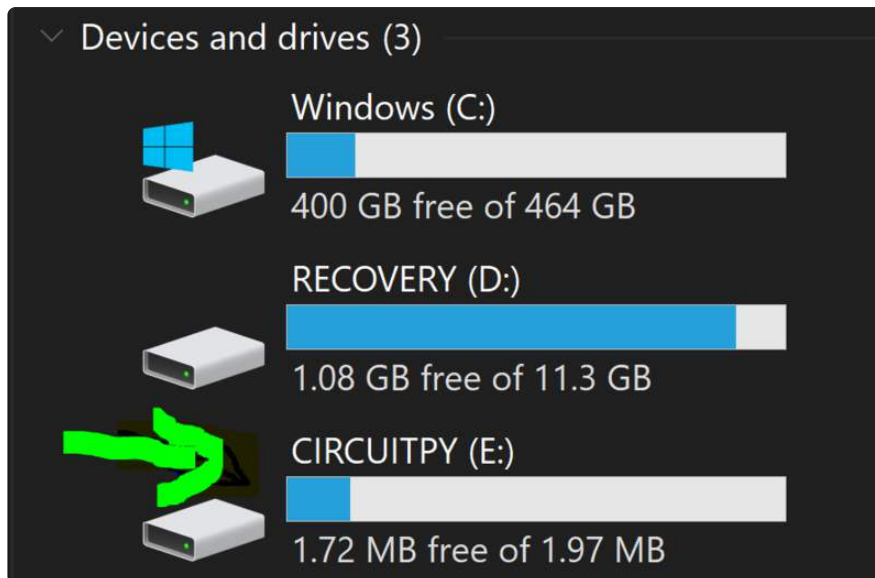 Devices and drives (3)
Windows (C:)
400 GB free of 464 GB
RECOVERY (D:)
1.08 GB free of 11.3 GB
CIRCUITPY (E:)
1.72 MB free of 1.97 MB